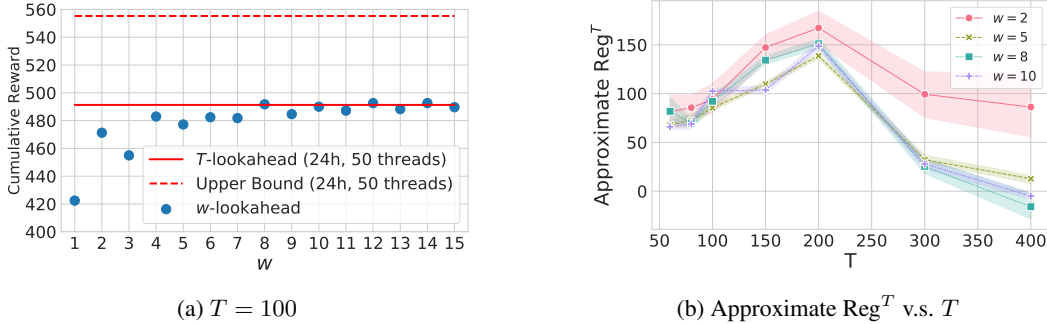 560
540
520
500
480
460
440
420
400
Cumulative Reward
T-lookahead (24h, 50 threads)
Upper Bound (24h, 50 threads)
w-lookahead
1 2 3 4 5 6 7 8 9 10 11 12 13 14 15
w
(a) T = 100
150
100
50
0
Approximate Reg^T
w = 2
w = 5
w = 8
w = 10
50 100 150 200 250 300 350 400
T
(b) Approximate Reg^T v.s. T